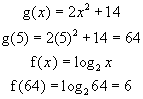 g(x) = 2x² + 14
g(5) = 2(5)² + 14 = 64
f(x) = log₂ x
f(64) = log₂ 64 = 6